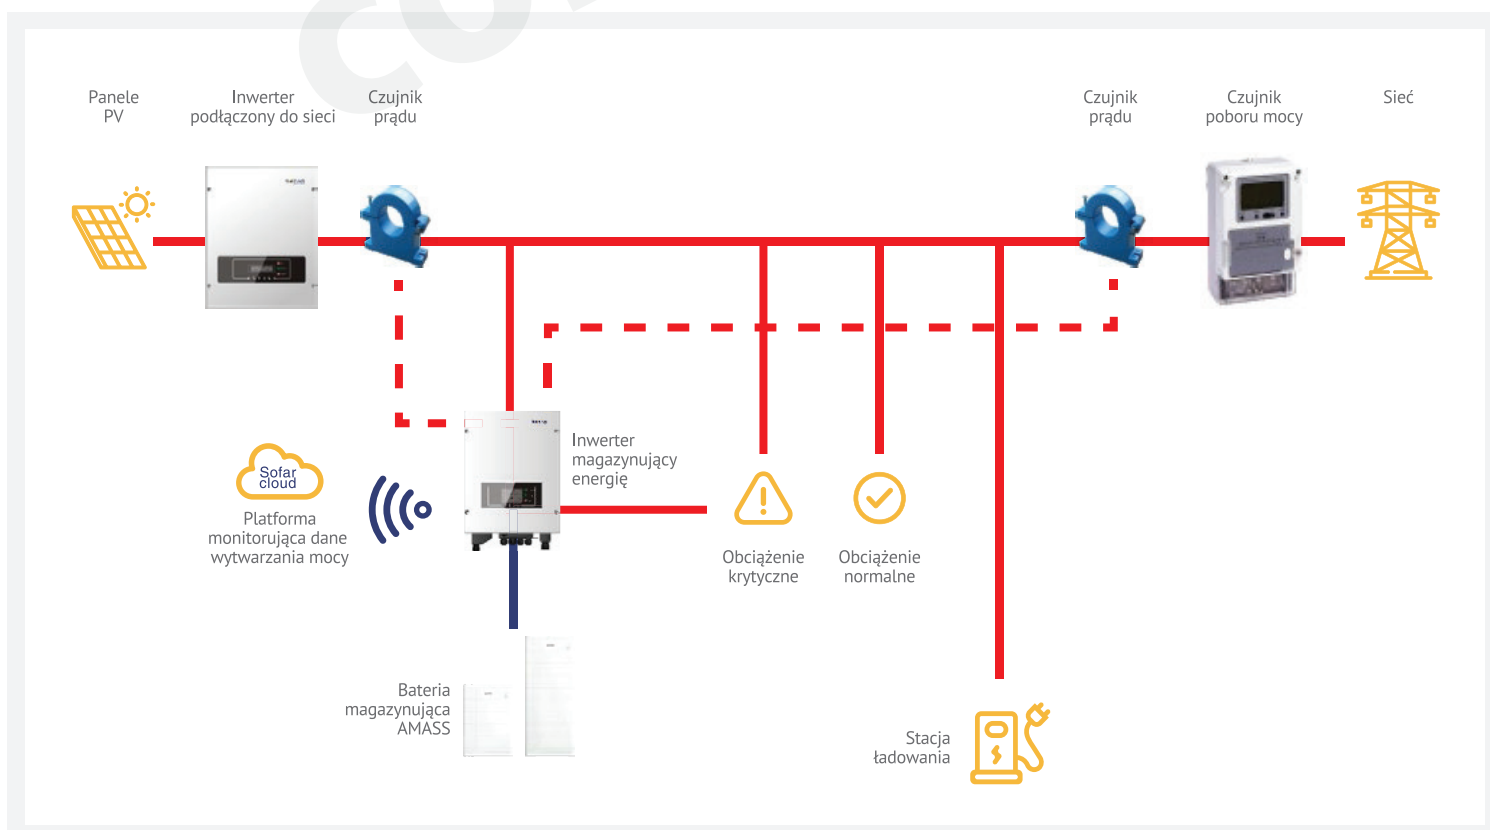 Panele
PV
Inwerter
podłączony do sieci
Czujnik
prądu
Czujnik
prądu
Czujnik
poboru mocy
Sieć
Inwerter
magazynujący
energię
Sofar
cloud
Platforma
monitorująca dane
wytwarzania mocy
Obciążenie
krytyczne
Obciążenie
normalne
Bateria
magazynująca
AMASS
Stacja
ładowania